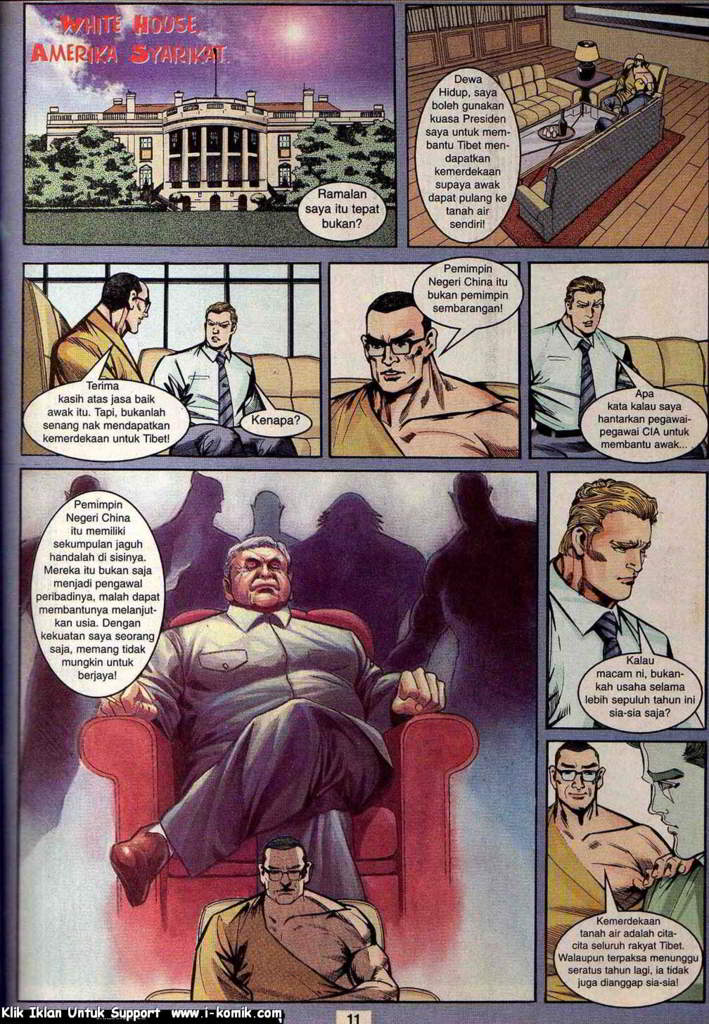 WHITE HOUSE
AMERIKA SYARIKAT
Ramalan
saya itu tepat
bukan?
Dewa
Hidup, saya
boleh gunakan
kuasa Presiden
saya untuk mem-
bantu Tibet men-
dapatkan
kemerdekaan
supaya awak
dapat pulang ke
tanah air
sendiri!
Terima
kasih atas jasa baik
awak itu. Tapi, bukanlah
senang nak mendapatkan
kemerdekaan untuk Tibet!
Kenapa?
Pemimpin
Negeri China itu
bukan pemimpin
sembarangan!
Apa
kata kalau saya
hantarkan pegawai-
pegawai CIA untuk
membantu awak...
Pemimpin
Negeri China
itu memiliki
sekumpulan jaguh
handalah di sisinya.
Mereka itu bukan saja
menjadi pengawal
peribadinya, malah dapat
membantunya melanjut-
kan usia. Dengan
kekuatan saya seorang
saja, memang tidak
mungkin untuk
berjaya!
Kalau
macam ni, bukan-
kah usaha selama
lebih sepuluh tahun ini
sia-sia saja?
Kemerdekaan
tanah air adalah cita-
cita seluruh rakyat Tibet.
Walaupun terpaksa menunggu
seratus tahun lagi, ia tidak
juga dianggap sia-sia!
Klik Iklan Untuk Support www.i-komik.com
11